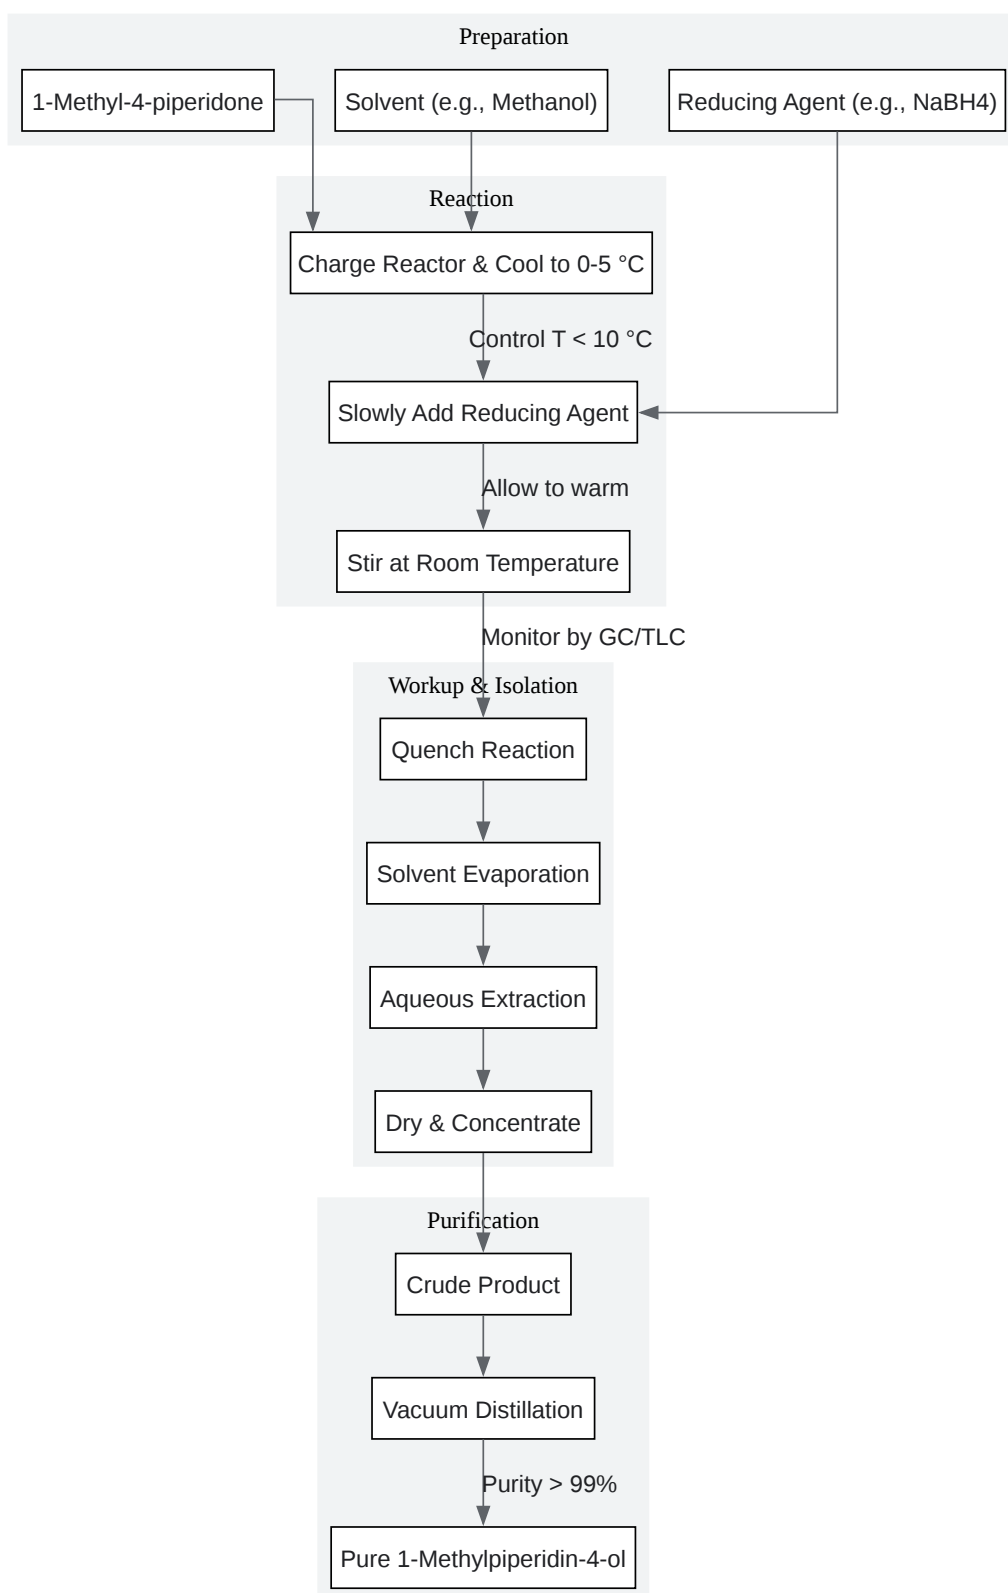 Preparation
1-Methyl-4-piperidone
Solvent (e.g., Methanol)
Reducing Agent (e.g., NaBH4)
Reaction
Charge Reactor & Cool to 0-5 °C
Control T < 10 °C
Slowly Add Reducing Agent
Allow to warm
Stir at Room Temperature
Monitor by GC/TLC
Workup & Isolation
Quench Reaction
Solvent Evaporation
Aqueous Extraction
Dry & Concentrate
Purification
Crude Product
Vacuum Distillation
Purity > 99%
Pure 1-Methylpiperidin-4-ol